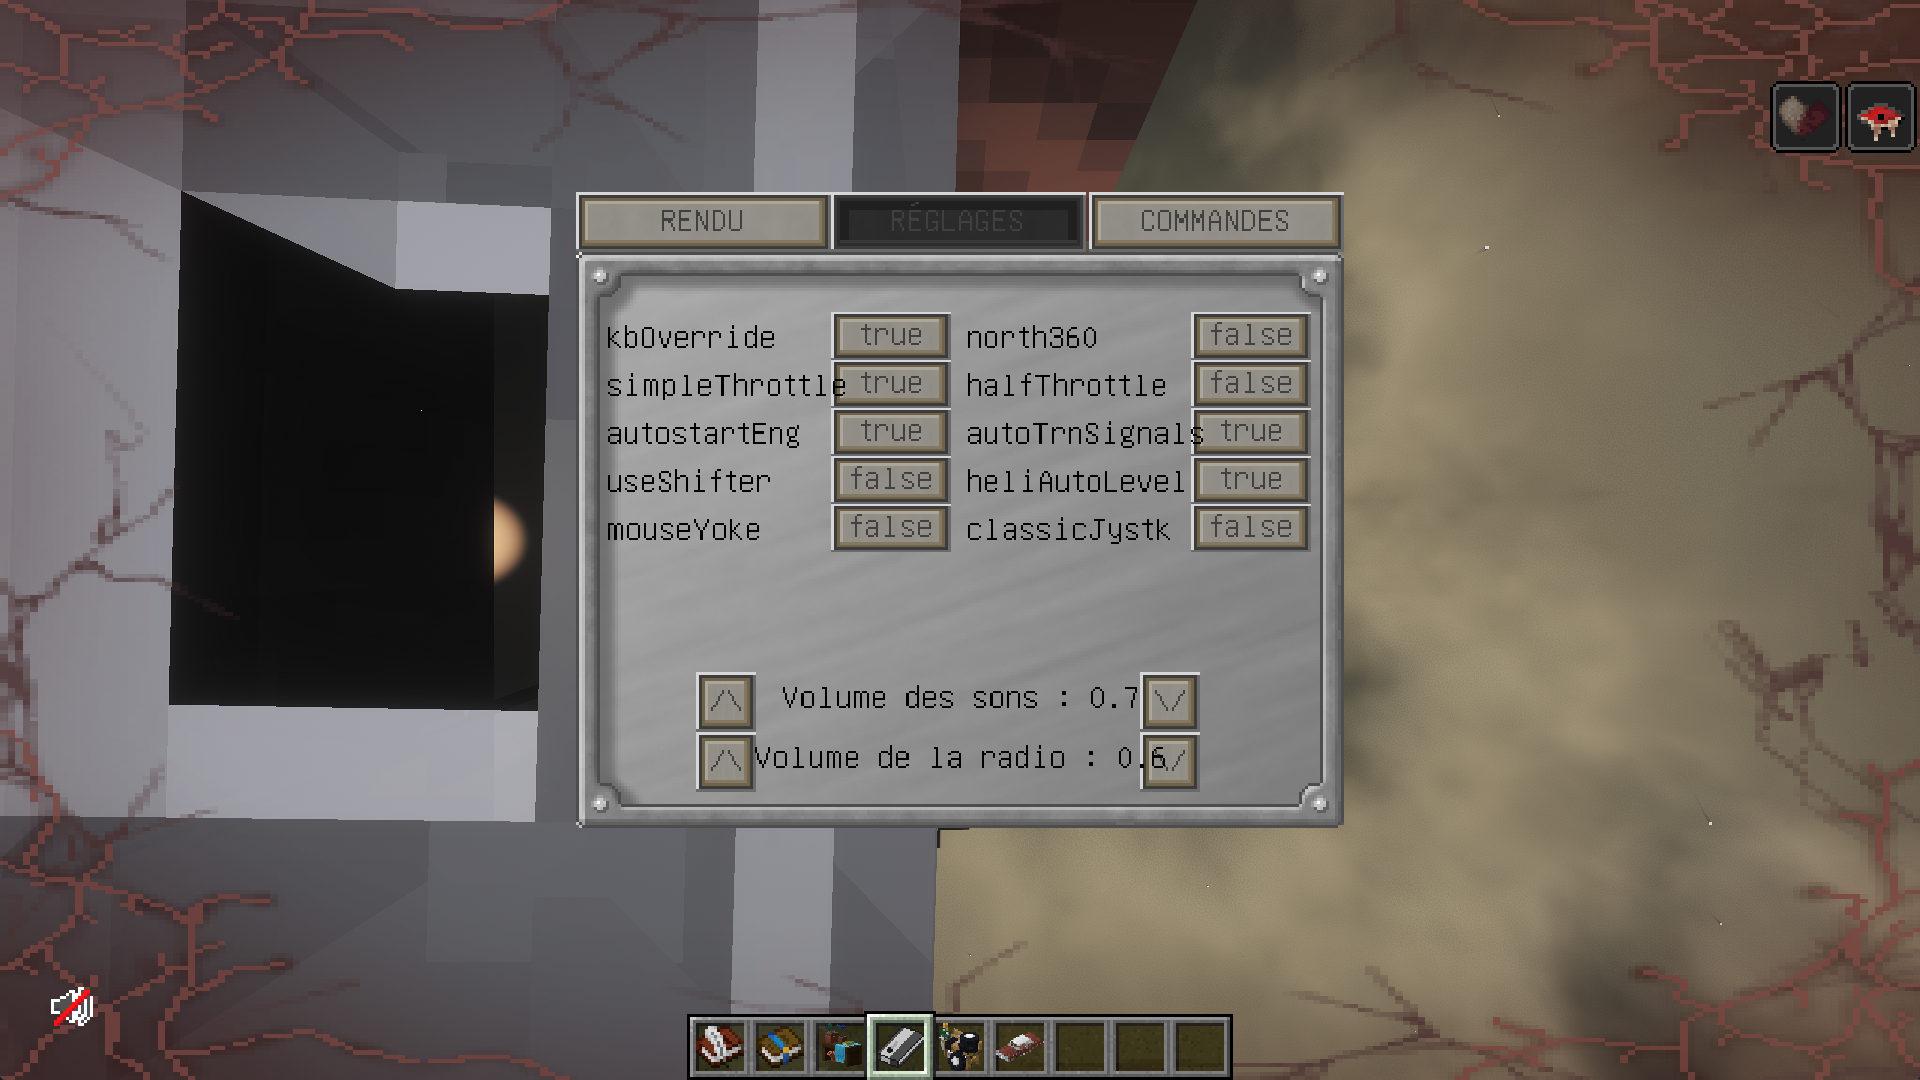 RENDU RÉGLAGES COMMANDES
kbOverride true north360 false
simpleThrottle true halfThrottle false
autostartEng true autoTrnSignals true
useShifter false heliAutoLevel true
mouseYoke false classicJystk false
/\ Volume des sons : 0.7 \/
/\ Volume de la radio : 0.6 \/